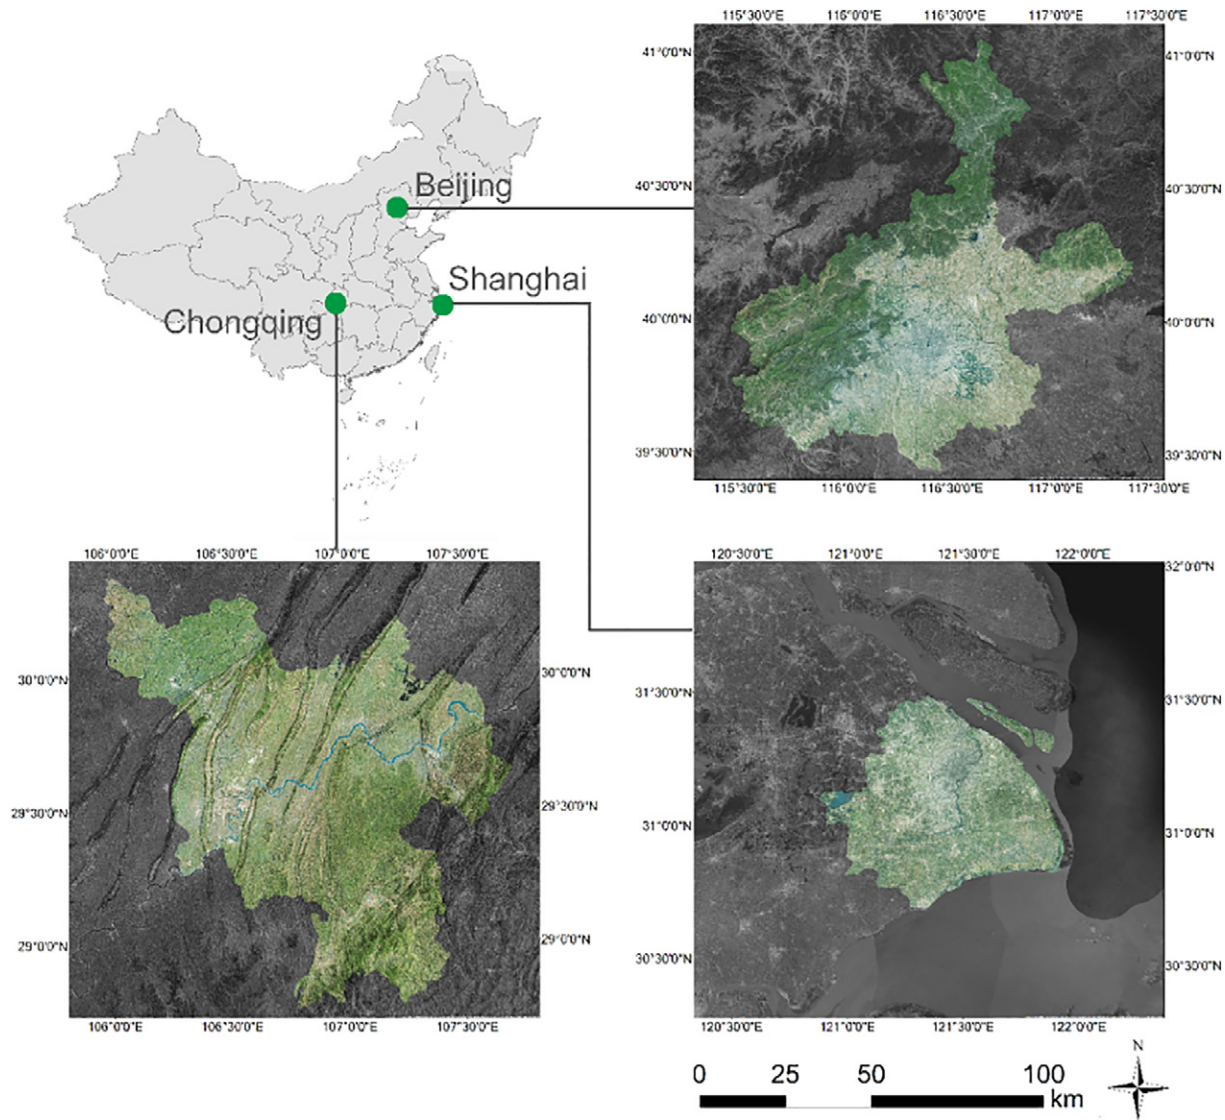 115°30'0"E 116°0'0"E 116°30'0"E 117°0'0"E 117°30'0"E
41°0'0"N
41°0'0"N
Beijing
40°30'0"N
40°30'0"N
Shanghai
Chongqing
40°0'0"N
40°0'0"N
39°30'0"N
39°30'0"N
115°30'0"E 116°0'0"E 116°30'0"E 117°0'0"E 117°30'0"E
106°0'0"E 106°30'0"E 107°0'0"E 107°30'0"E
30°0'0"N
30°0'0"N
29°30'0"N
29°30'0"N
29°0'0"N
29°0'0"N
106°0'0"E 106°30'0"E 107°0'0"E 107°30'0"E
120°30'0"E 121°0'0"E 121°30'0"E 122°0'0"E
32°0'0"N
31°30'0"N
31°30'0"N
31°0'0"N
31°0'0"N
30°30'0"N
30°30'0"N
120°30'0"E 121°0'0"E 121°30'0"E 122°0'0"E
N
0 25 50 100
km